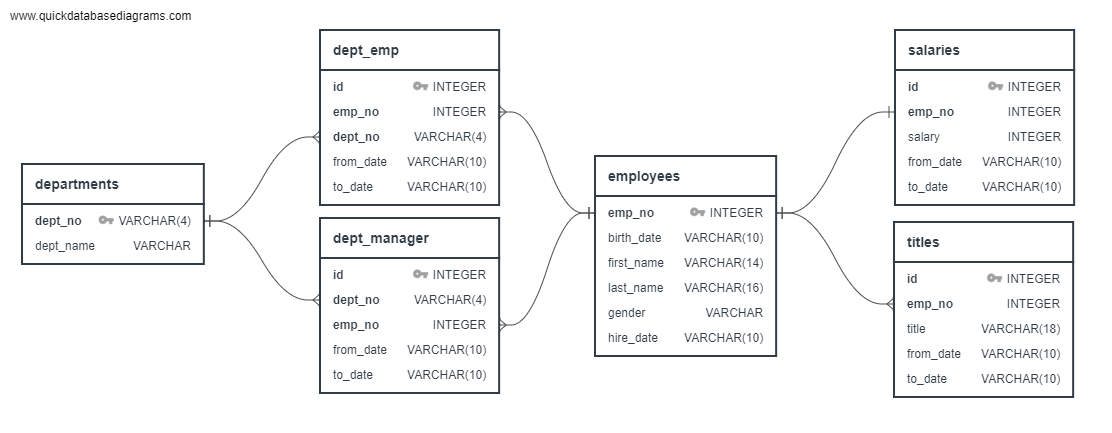 www.quickdatabasediagrams.com
departments
dept_no VARCHAR(4)
dept_name VARCHAR
dept_emp
id INTEGER
emp_no INTEGER
dept_no VARCHAR(4)
from_date VARCHAR(10)
to_date VARCHAR(10)
dept_manager
id INTEGER
dept_no VARCHAR(4)
emp_no INTEGER
from_date VARCHAR(10)
to_date VARCHAR(10)
employees
emp_no INTEGER
birth_date VARCHAR(10)
first_name VARCHAR(14)
last_name VARCHAR(16)
gender VARCHAR
hire_date VARCHAR(10)
salaries
id INTEGER
emp_no INTEGER
salary INTEGER
from_date VARCHAR(10)
to_date VARCHAR(10)
titles
id INTEGER
emp_no INTEGER
title VARCHAR(18)
from_date VARCHAR(10)
to_date VARCHAR(10)